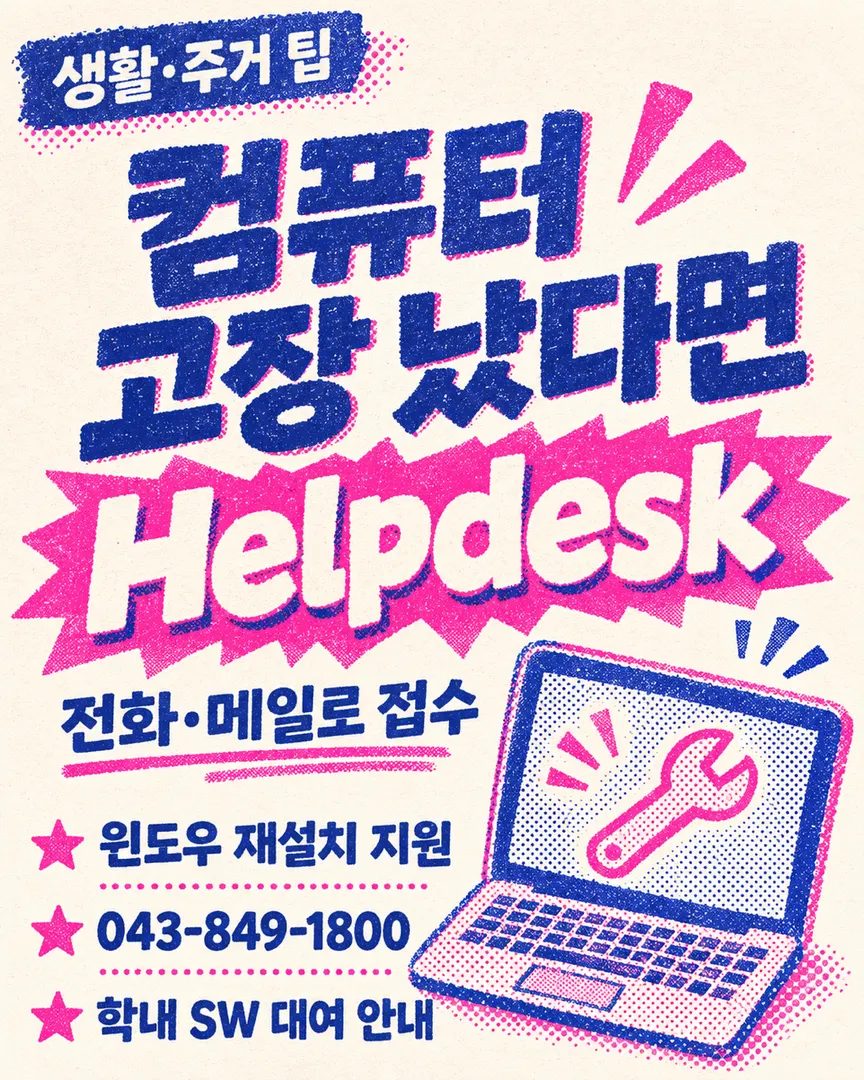 생활·주거 팁
컴퓨터
고장 났다면
Helpdesk
전화·메일로 접수
윈도우 재설치 지원
043-849-1800
학내 SW 대여 안내